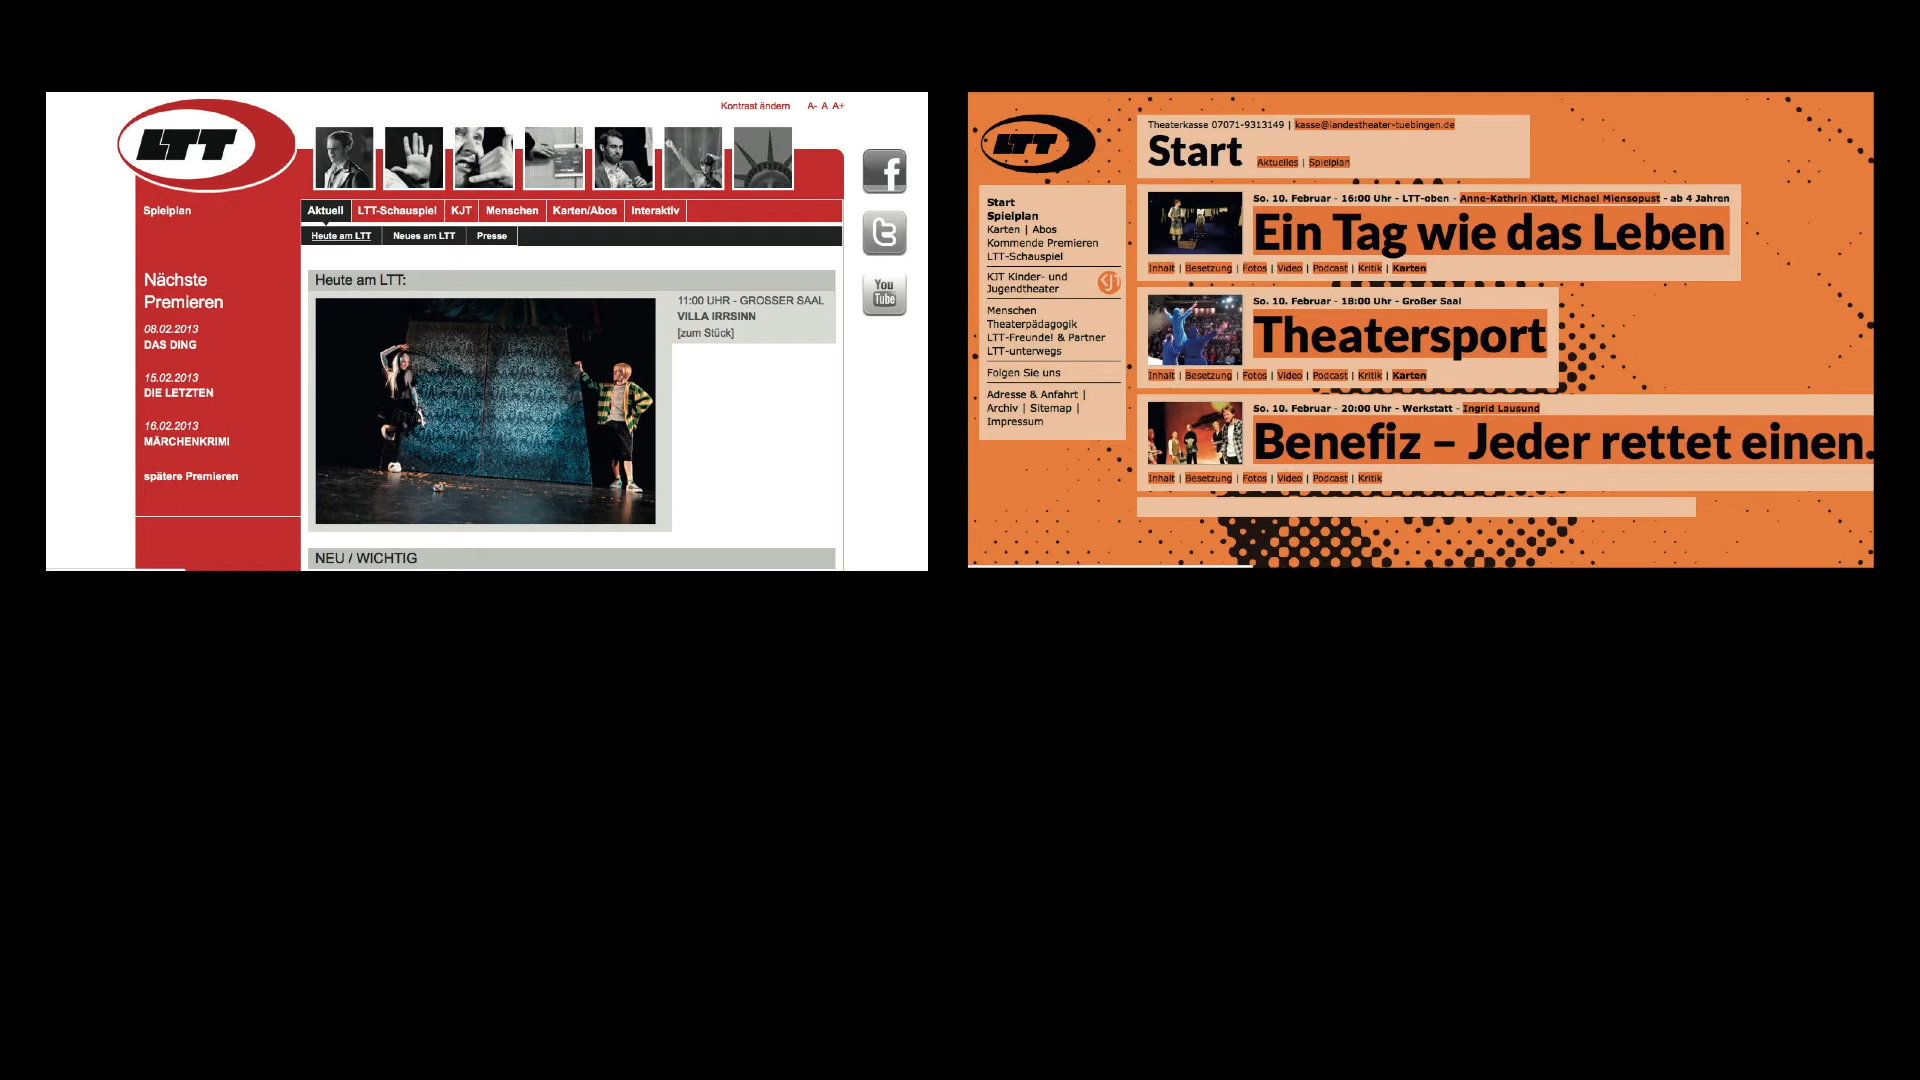 Kontrast ändern A- A A+
LTT
Spielplan
Aktuell LTT-Schauspiel KJT Menschen Karten/Abos Interaktiv
Heute am LTT Neues am LTT Presse
f
t
You
Tube
Nächste
Premieren
08.02.2013
DAS DING
15.02.2013
DIE LETZTEN
16.02.2013
MÄRCHENKRIMI
spätere Premieren
Heute am LTT:
11:00 UHR - GROSSER SAAL
VILLA IRRSINN
[zum Stück]
NEU / WICHTIG
LTT
Theaterkasse 07071-9313149 | kasse@landestheater-tuebingen.de
Start Aktuelles | Spielplan
Start
Spielplan
Karten | Abos
Kommende Premieren
LTT-Schauspiel
KJT Kinder- und
Jugendtheater
KJT
Menschen
Theaterpädagogik
LTT-Freunde! & Partner
LTT-unterwegs
Folgen Sie uns
Adresse & Anfahrt |
Archiv | Sitemap |
Impressum
So. 10. Februar - 16:00 Uhr - LTT-oben - Anne-Kathrin Klatt, Michael Miensopust - ab 4 Jahren
Ein Tag wie das Leben
Inhalt | Besetzung | Fotos | Video | Podcast | Kritik | Karten
So. 10. Februar - 18:00 Uhr - Großer Saal
Theatersport
Inhalt | Besetzung | Fotos | Video | Podcast | Kritik | Karten
So. 10. Februar - 20:00 Uhr - Werkstatt - Ingrid Lausund
Benefiz – Jeder rettet einen.
Inhalt | Besetzung | Fotos | Video | Podcast | Kritik